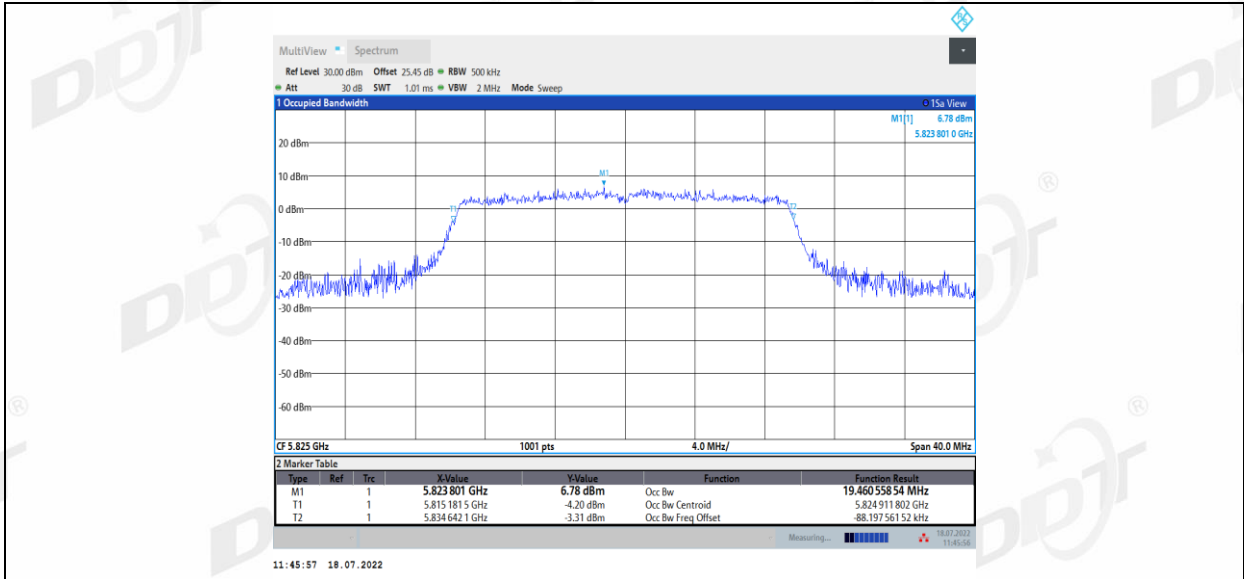 MultiView Spectrum
Ref Level 30.00 dBm Offset 25.45 dB RBW 500 kHz
Att 30 dB SWT 1.01 ms VBW 2 MHz Mode Sweep
1 Occupied Bandwidth 1Sa View
M1[1] 6.78 dBm
5.823 801 0 GHz
20 dBm
10 dBm
M1
0 dBm
T1
T2
-10 dBm
-20 dBm
-30 dBm
-40 dBm
-50 dBm
-60 dBm
CF 5.825 GHz 1001 pts 4.0 MHz/ Span 40.0 MHz
2 Marker Table
Type Ref Trc X-Value Y-Value Function Function Result
M1 1 5.823 801 GHz 6.78 dBm Occ Bw 19.460 558 54 MHz
T1 1 5.815 181 5 GHz -4.20 dBm Occ Bw Centroid 5.824 911 802 GHz
T2 1 5.834 642 1 GHz -3.31 dBm Occ Bw Freq Offset -88.197 561 52 kHz
Measuring... 18.07.2022
11:45:56
11:45:57 18.07.2022
DDT
®